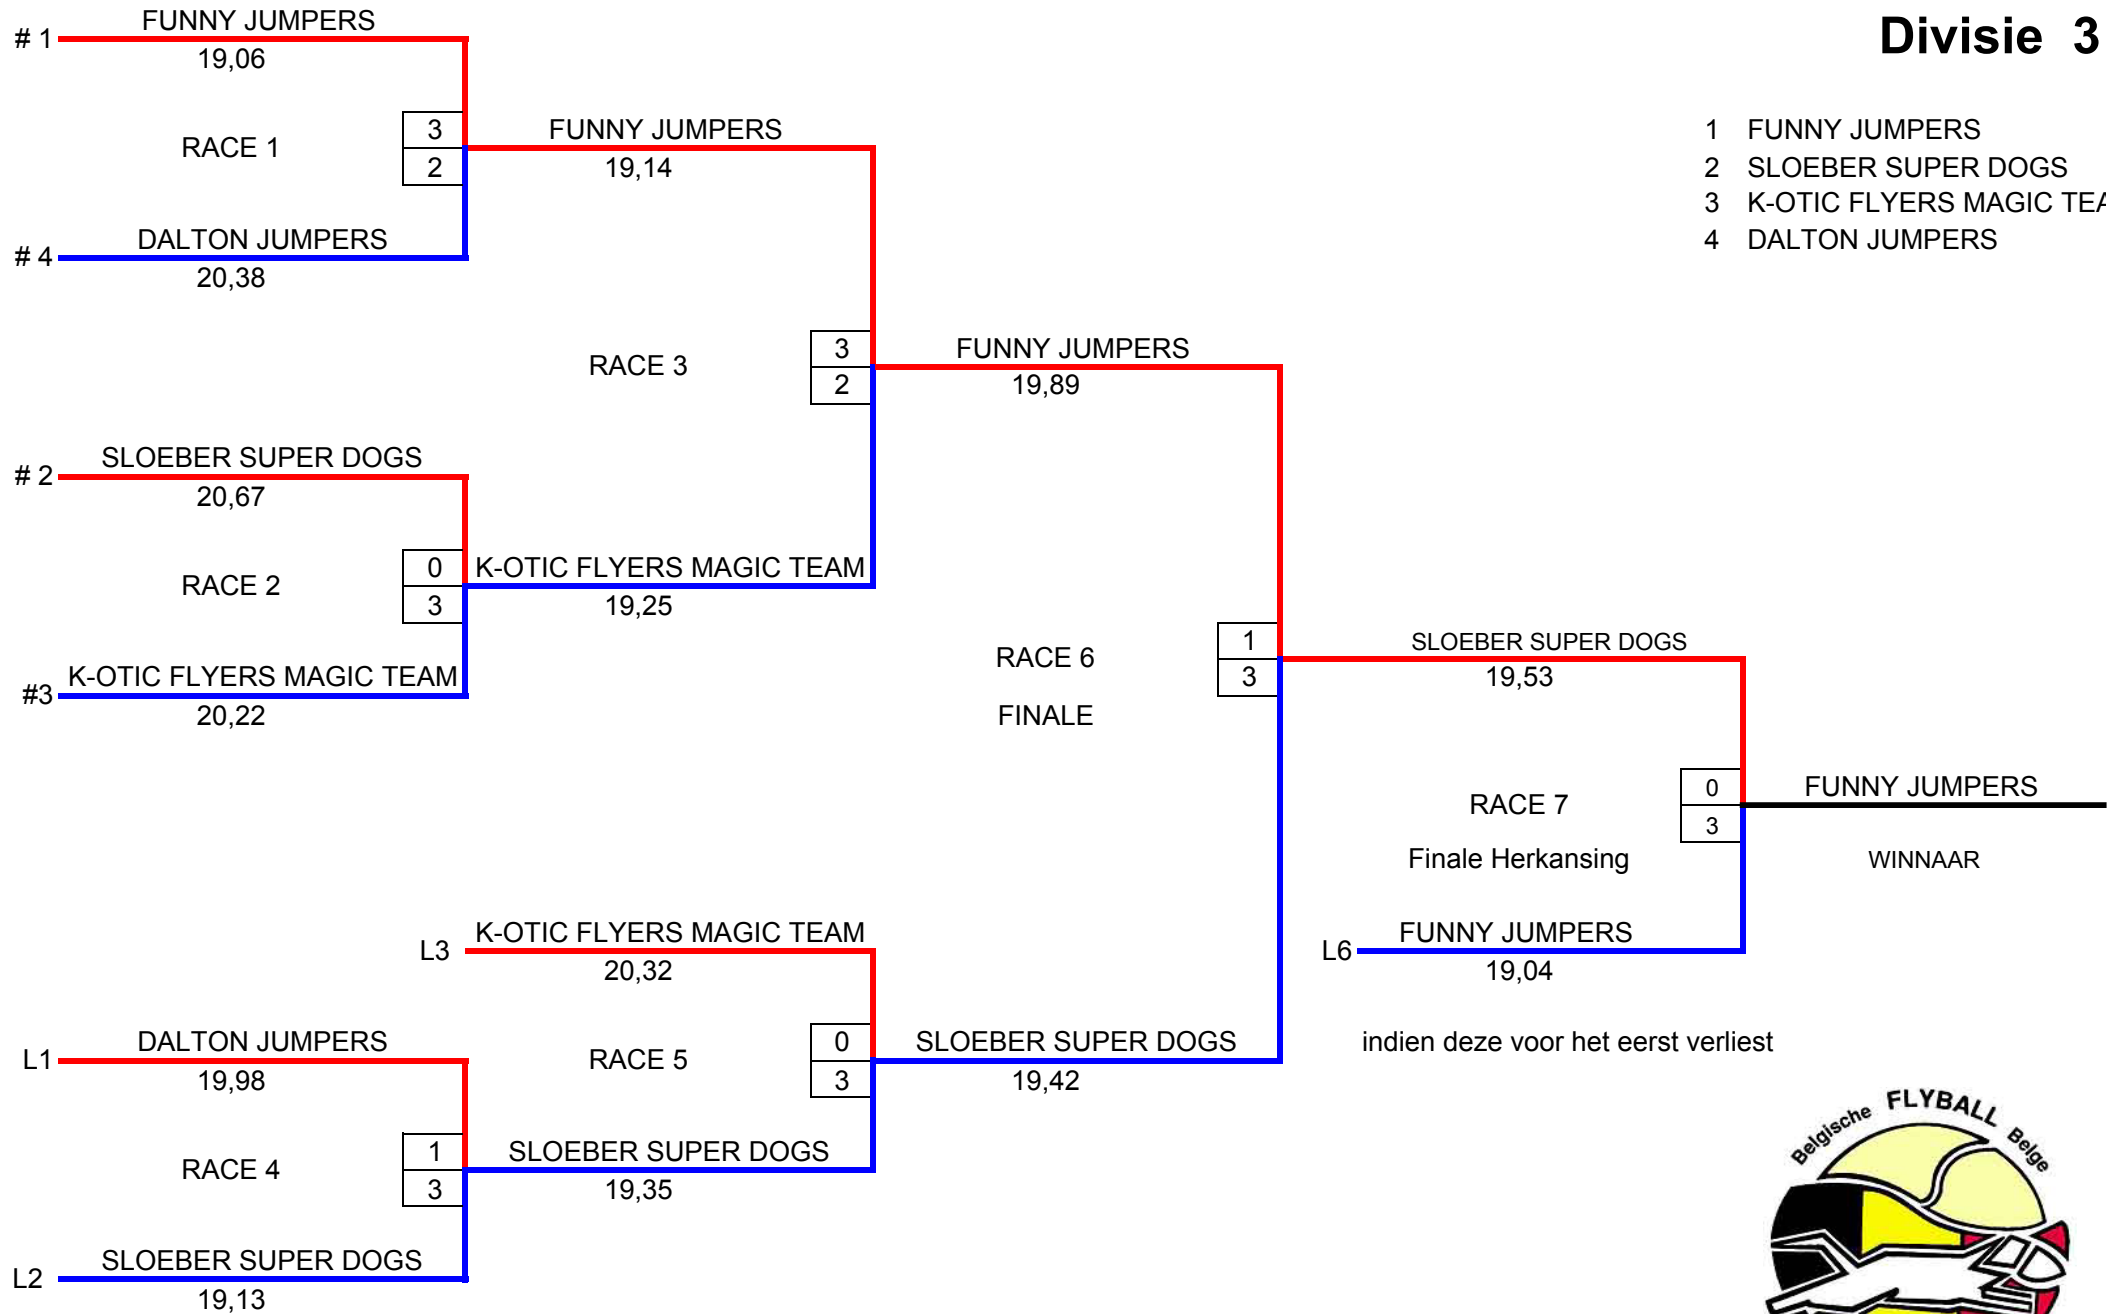 Divisie 3
1 FUNNY JUMPERS
2 SLOEBER SUPER DOGS
3 K-OTIC FLYERS MAGIC
4 DALTON JUMPERS
FUNNY JUMPERS
# 1
19,06
RACE 1
3
2
DALTON JUMPERS
# 4
20,38
FUNNY JUMPERS
19,14
RACE 3
3
2
SLOEBER SUPER DOGS
# 2
20,67
RACE 2
0
3
K-OTIC FLYERS MAGIC TEAM
#3
20,22
K-OTIC FLYERS MAGIC TEAM
19,25
FUNNY JUMPERS
19,89
RACE 6
1
3
FINALE
SLOEBER SUPER DOGS
19,53
RACE 7
0
3
Finale Herkansing
FUNNY JUMPERS
WINNAAR
FUNNY JUMPERS
L6
19,04
indien deze voor het eerst verliest
K-OTIC FLYERS MAGIC TEAM
L3
20,32
RACE 5
0
3
SLOEBER SUPER DOGS
19,42
DALTON JUMPERS
L1
19,98
RACE 4
1
3
SLOEBER SUPER DOGS
19,35
SLOEBER SUPER DOGS
L2
19,13
Belgische FLYBALL Belge